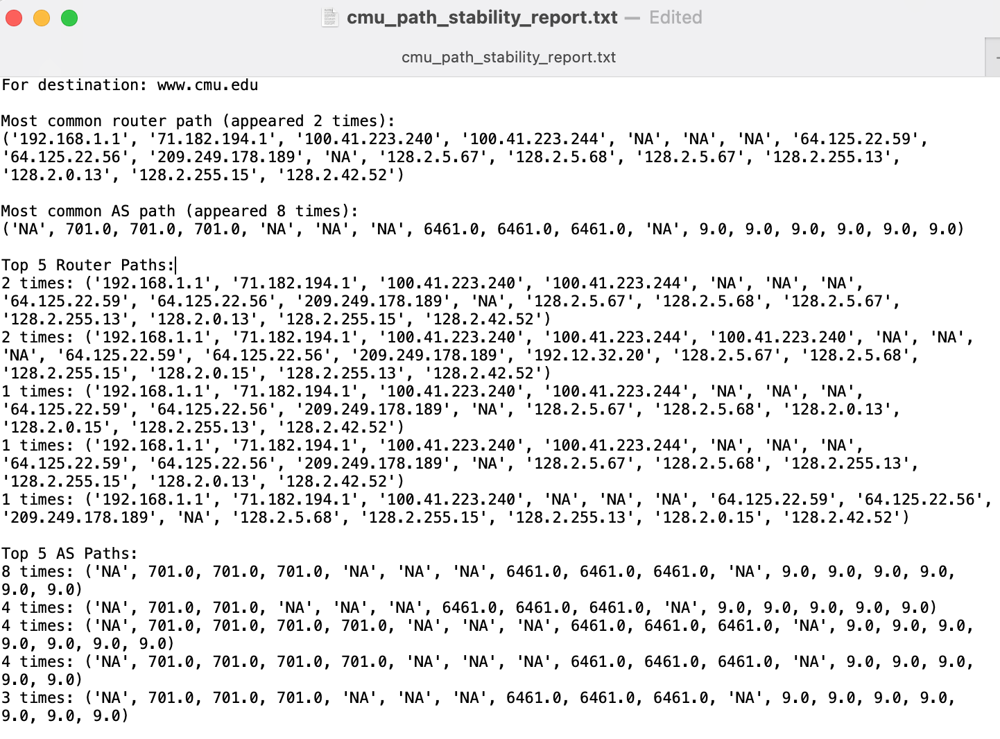 cmu_path_stability_report.txt — Edited
cmu_path_stability_report.txt
For destination: www.cmu.edu
Most common router path (appeared 2 times):
('192.168.1.1', '71.182.194.1', '100.41.223.240', '100.41.223.244', 'NA', 'NA', 'NA', '64.125.22.59',
'64.125.22.56', '209.249.178.189', 'NA', '128.2.5.67', '128.2.5.68', '128.2.5.67', '128.2.255.13',
'128.2.0.13', '128.2.255.15', '128.2.42.52')
Most common AS path (appeared 8 times):
('NA', 701.0, 701.0, 701.0, 'NA', 'NA', 'NA', 6461.0, 6461.0, 6461.0, 'NA', 9.0, 9.0, 9.0, 9.0, 9.0, 9.0)
Top 5 Router Paths:
2 times: ('192.168.1.1', '71.182.194.1', '100.41.223.240', '100.41.223.244', 'NA', 'NA', 'NA',
'64.125.22.59', '64.125.22.56', '209.249.178.189', 'NA', '128.2.5.67', '128.2.5.68', '128.2.5.67',
'128.2.255.13', '128.2.0.13', '128.2.255.15', '128.2.42.52')
2 times: ('192.168.1.1', '71.182.194.1', '100.41.223.240', '100.41.223.244', '100.41.223.240', 'NA', 'NA',
'NA', '64.125.22.59', '64.125.22.56', '209.249.178.189', '192.12.32.20', '128.2.5.67', '128.2.5.68',
'128.2.255.15', '128.2.0.15', '128.2.255.13', '128.2.42.52')
1 times: ('192.168.1.1', '71.182.194.1', '100.41.223.240', '100.41.223.244', 'NA', 'NA', 'NA',
'64.125.22.59', '64.125.22.56', '209.249.178.189', 'NA', '128.2.5.67', '128.2.5.68', '128.2.0.13',
'128.2.0.15', '128.2.255.13', '128.2.42.52')
1 times: ('192.168.1.1', '71.182.194.1', '100.41.223.240', '100.41.223.244', 'NA', 'NA', 'NA',
'64.125.22.59', '64.125.22.56', '209.249.178.189', 'NA', '128.2.5.67', '128.2.5.68', '128.2.255.13',
'128.2.255.15', '128.2.0.13', '128.2.42.52')
1 times: ('192.168.1.1', '71.182.194.1', '100.41.223.240', 'NA', 'NA', 'NA', '64.125.22.59', '64.125.22.56',
'209.249.178.189', 'NA', '128.2.5.68', '128.2.255.15', '128.2.255.13', '128.2.0.15', '128.2.42.52')
Top 5 AS Paths:
8 times: ('NA', 701.0, 701.0, 701.0, 'NA', 'NA', 'NA', 6461.0, 6461.0, 6461.0, 'NA', 9.0, 9.0, 9.0, 9.0,
9.0, 9.0)
4 times: ('NA', 701.0, 701.0, 'NA', 'NA', 'NA', 6461.0, 6461.0, 6461.0, 'NA', 9.0, 9.0, 9.0, 9.0, 9.0)
4 times: ('NA', 701.0, 701.0, 701.0, 701.0, 'NA', 'NA', 'NA', 6461.0, 6461.0, 6461.0, 'NA', 9.0, 9.0, 9.0,
9.0, 9.0, 9.0, 9.0)
4 times: ('NA', 701.0, 701.0, 701.0, 701.0, 'NA', 'NA', 'NA', 6461.0, 6461.0, 6461.0, 'NA', 9.0, 9.0, 9.0,
9.0, 9.0)
3 times: ('NA', 701.0, 701.0, 701.0, 'NA', 'NA', 'NA', 6461.0, 6461.0, 6461.0, 'NA', 9.0, 9.0, 9.0, 9.0,
9.0, 9.0, 9.0)